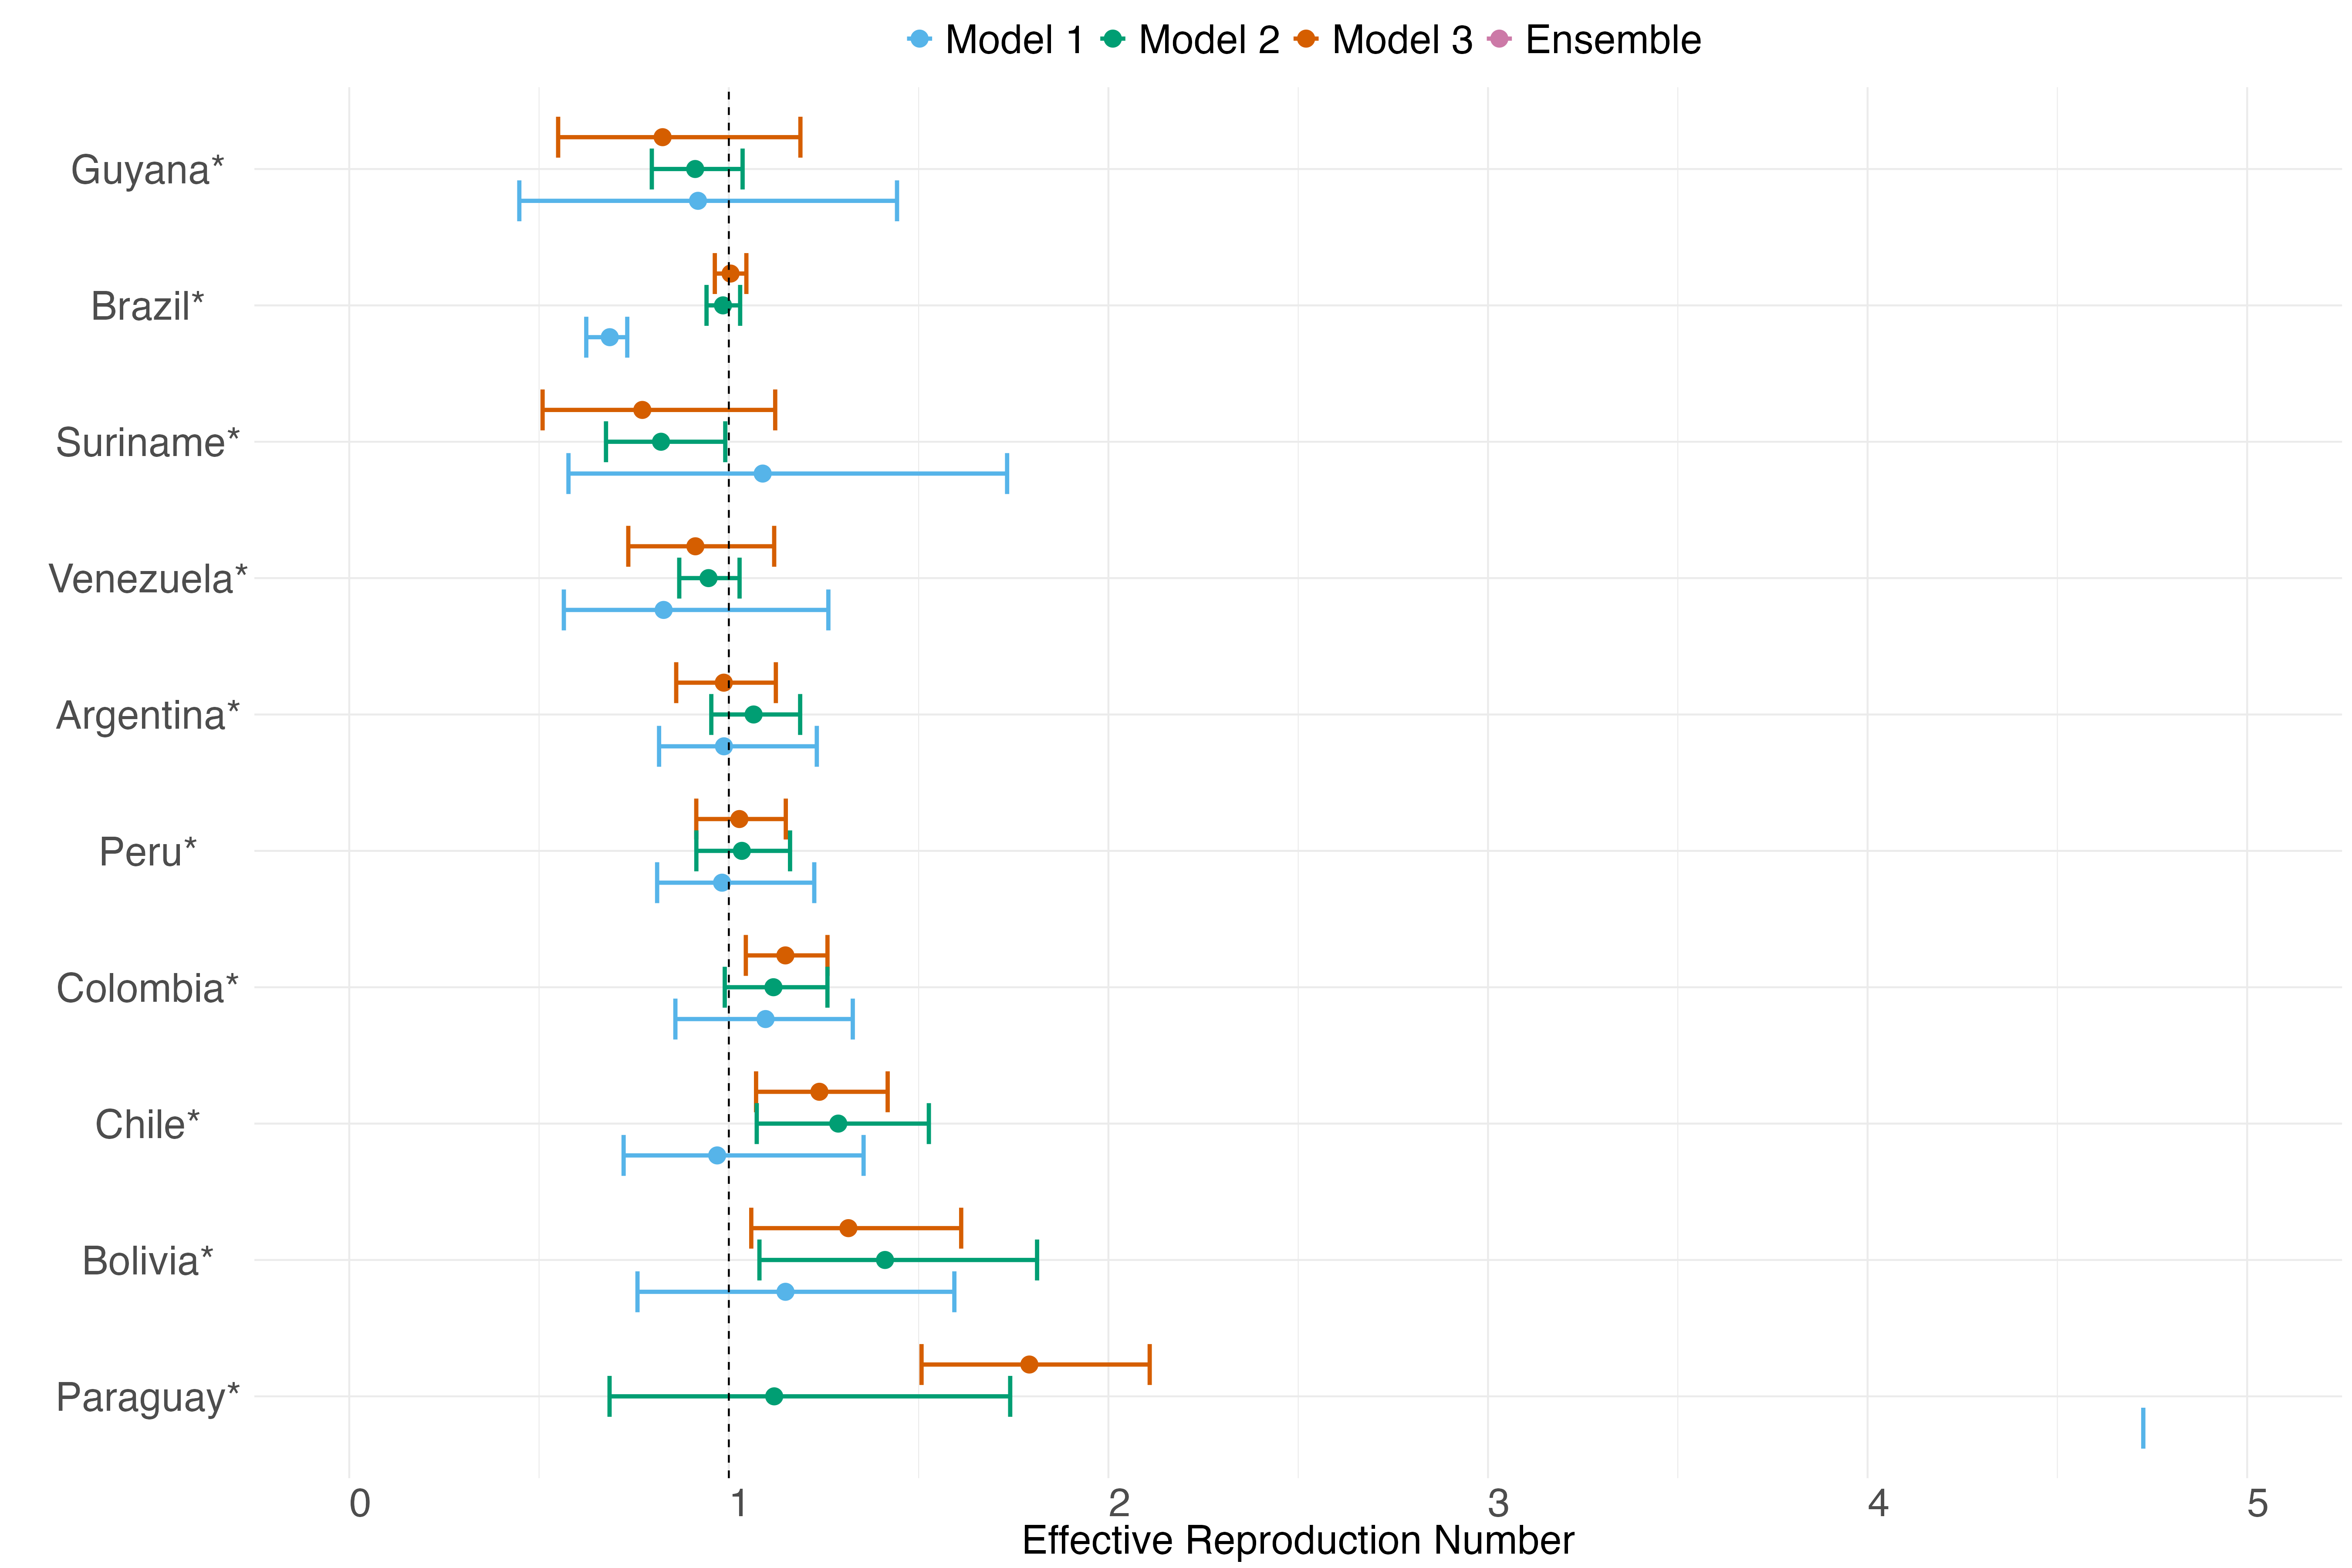 Model 1 Model 2 Model 3 Ensemble
Guyana*
Brazil*
Suriname*
Venezuela*
Argentina*
Peru*
Colombia*
Chile*
Bolivia*
Paraguay*
0 1 2 3 4 5
Effective Reproduction Number